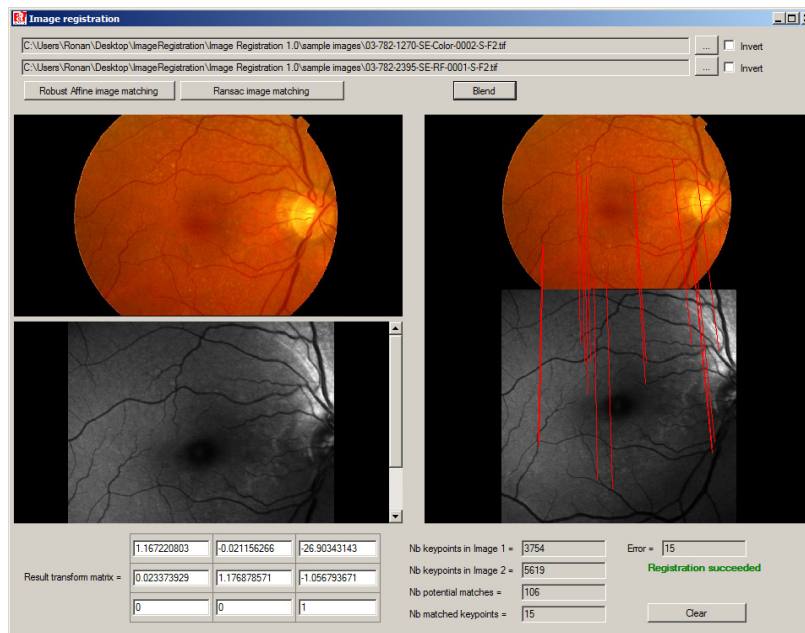 Image registration
C:\Users\Ronan\Desktop\ImageRegistration\Image Registration 1.0\sample images\03-782-1270-SE-Color-0002-S-F2.tif ... Invert
C:\Users\Ronan\Desktop\ImageRegistration\Image Registration 1.0\sample images\03-782-2395-SE-RF-0001-S-F2.tif ... Invert
Robust Affine image matching Ransac image matching Blend
Result transform matrix =
1.167220803 -0.021156266 -26.90343143
0.023373929 1.176878571 -1.056793671
0 0 1
Nb keypoints in Image 1 = 3754
Nb keypoints in Image 2 = 5619
Nb potential matches = 106
Nb matched keypoints = 15
Error = 15
Registration succeeded
Clear